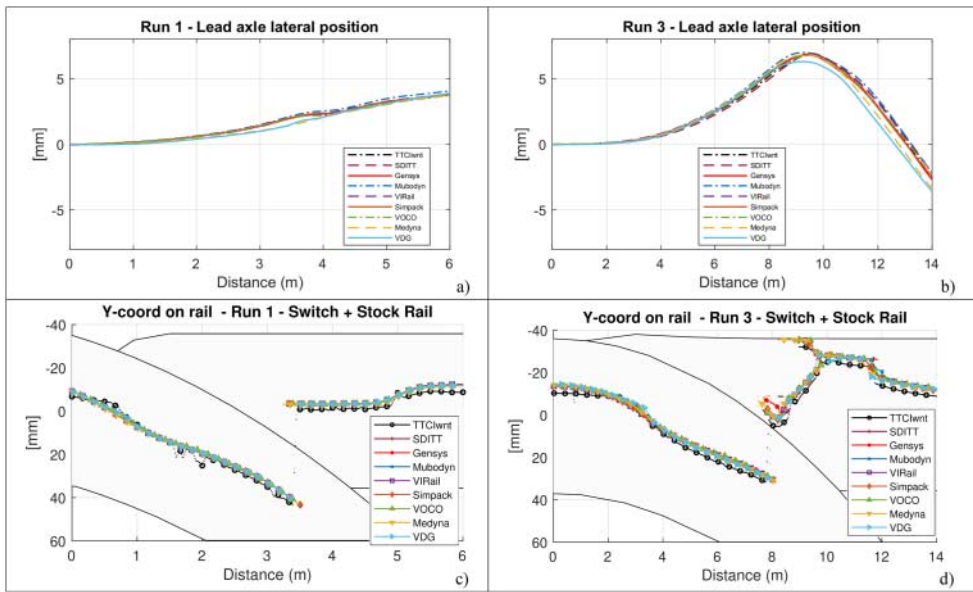 Run 1 - Lead axle lateral position
5
0
-5
[mm]
0 1 2 3 4 5 6
Distance (m)
TTCIwnt
SDITT
Gensys
Mubodyn
VIRail
Simpack
VOCO
Medyna
VDG
a)
Run 3 - Lead axle lateral position
5
0
-5
[mm]
0 2 4 6 8 10 12 14
Distance (m)
TTCIwnt
SDITT
Gensys
Mubodyn
VIRail
Simpack
VOCO
Medyna
VDG
b)
Y-coord on rail - Run 1 - Switch + Stock Rail
-40
-20
0
20
40
60
[mm]
0 1 2 3 4 5 6
Distance (m)
TTCIwnt
SDITT
Gensys
Mubodyn
VIRail
Simpack
VOCO
Medyna
VDG
c)
Y-coord on rail - Run 3 - Switch + Stock Rail
-40
-20
0
20
40
60
[mm]
0 2 4 6 8 10 12 14
Distance (m)
TTCIwnt
SDITT
Gensys
Mubodyn
VIRail
Simpack
VOCO
Medyna
VDG
d)